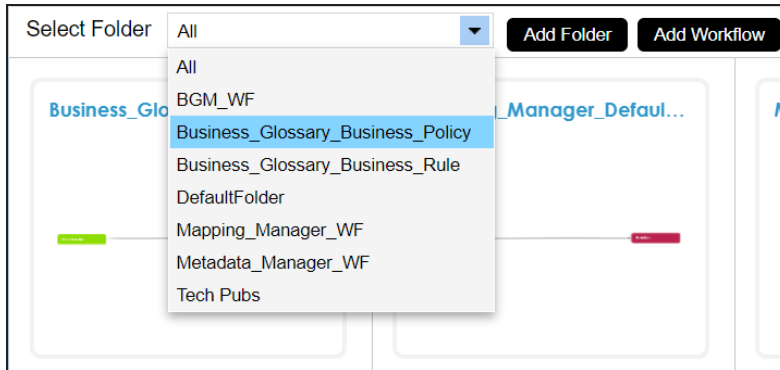 Select Folder All Add Folder Add Workflow
All
BGM_WF
Business_Glo
_Manager_Defaul...
Business_Glossary_Business_Policy
Business_Glossary_Business_Rule
DefaultFolder
Mapping_Manager_WF
Metadata_Manager_WF
Tech Pubs